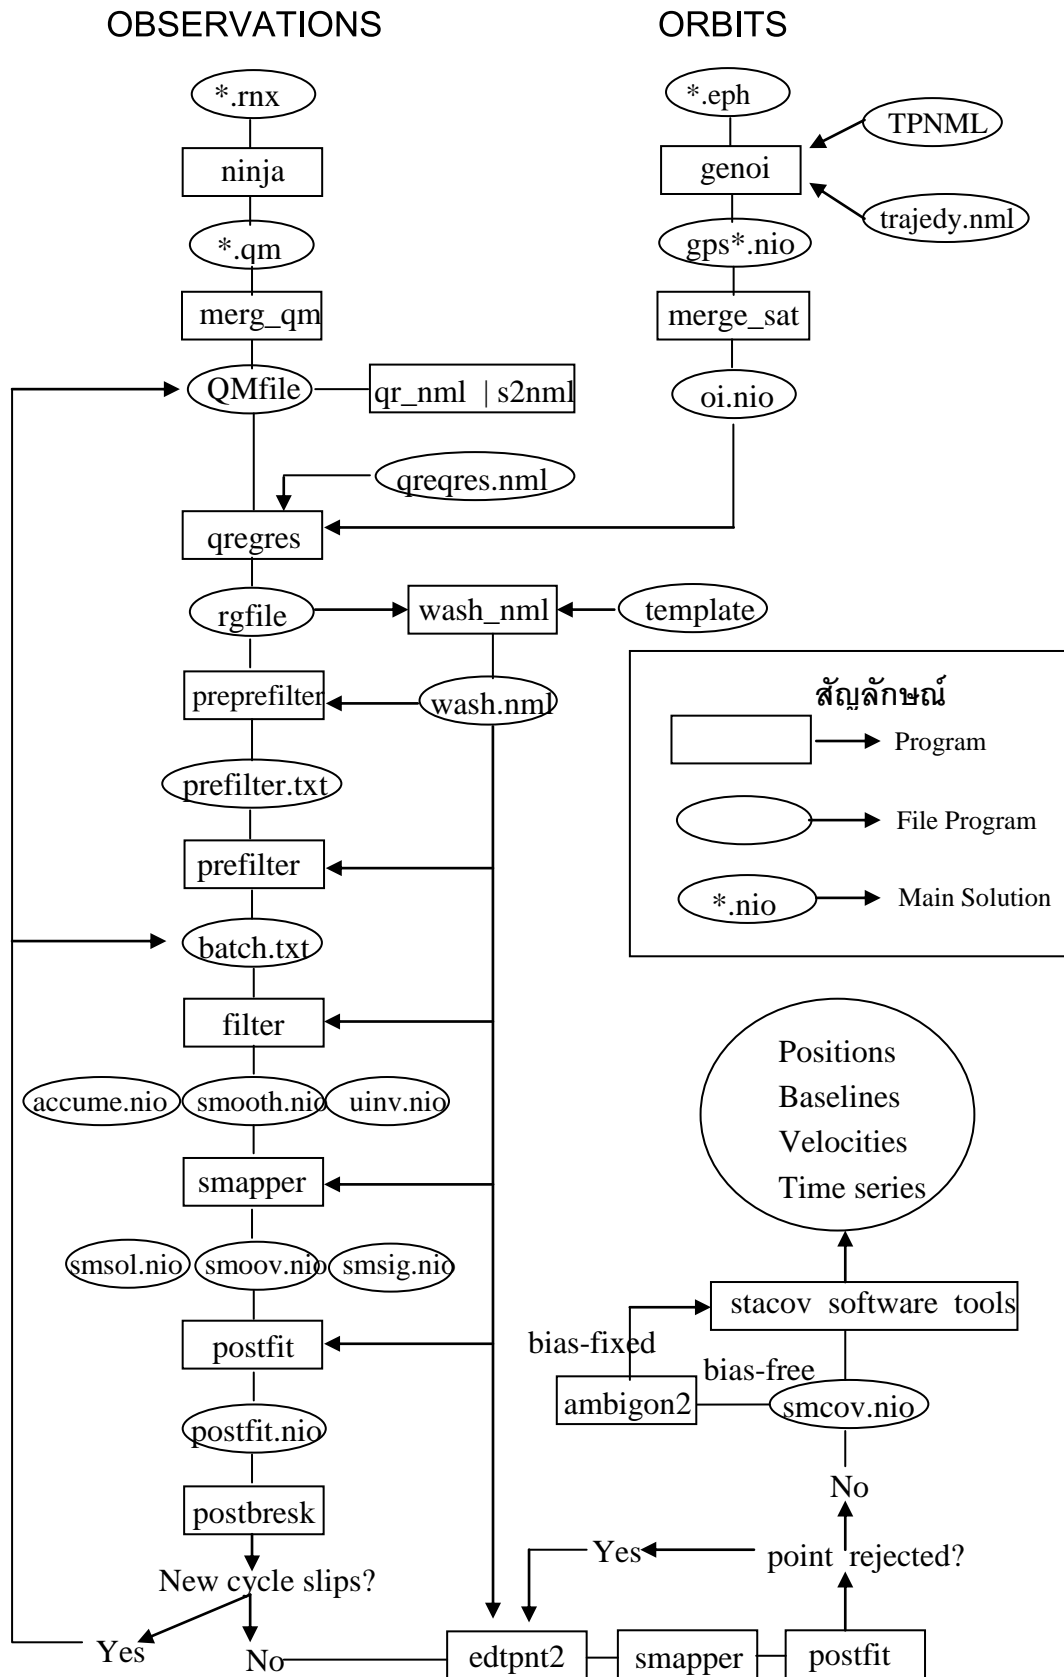 OBSERVATIONS
ORBITS
*.rnx
*.eph
TPNML
ninja
genoi
trajedy.nml
*.qm
gps*.nio
merg_qm
merge_sat
QMfile
qr_nml | s2nml
oi.nio
qreqres.nml
qregres
rgfile
wash_nml
template
preprefilter
wash.nml
สัญลักษณ์
Program
prefilter.txt
File Program
prefilter
*.nio
Main Solution
batch.txt
filter
Positions
Baselines
Velocities
Time series
accume.nio
smooth.nio
uinv.nio
smapper
smsol.nio
smoov.nio
smsig.nio
stacov software tools
postfit
bias-fixed
bias-free
ambigon2
smcov.nio
postfit.nio
No
postbresk
Yes
point rejected?
New cycle slips?
Yes
No
edtpnt2
smapper
postfit